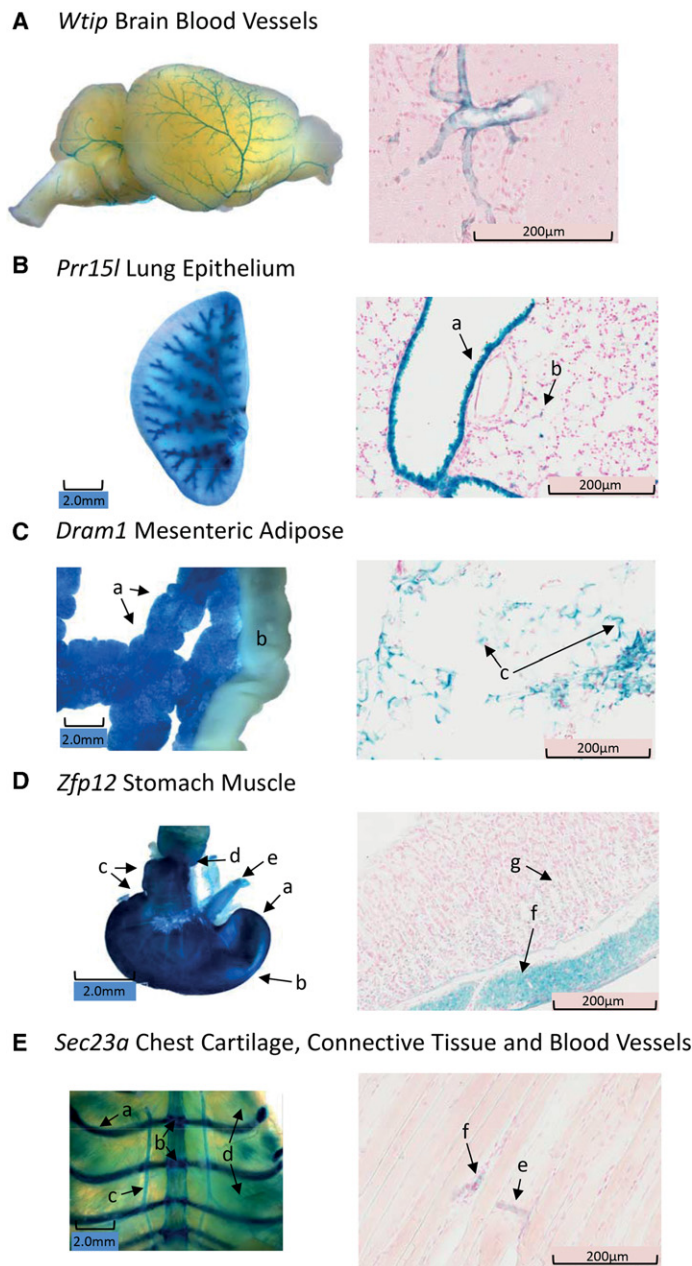 A Wtip Brain Blood Vessels
200µm
B Prr15l Lung Epithelium
a
b
2.0mm
200µm
C Dram1 Mesenteric Adipose
a
b
c
2.0mm
200µm
D Zfp12 Stomach Muscle
c
d
e
a
b
g
f
2.0mm
200µm
E Sec23a Chest Cartilage, Connective Tissue and Blood Vessels
a
b
d
c
f
e
2.0mm
200µm